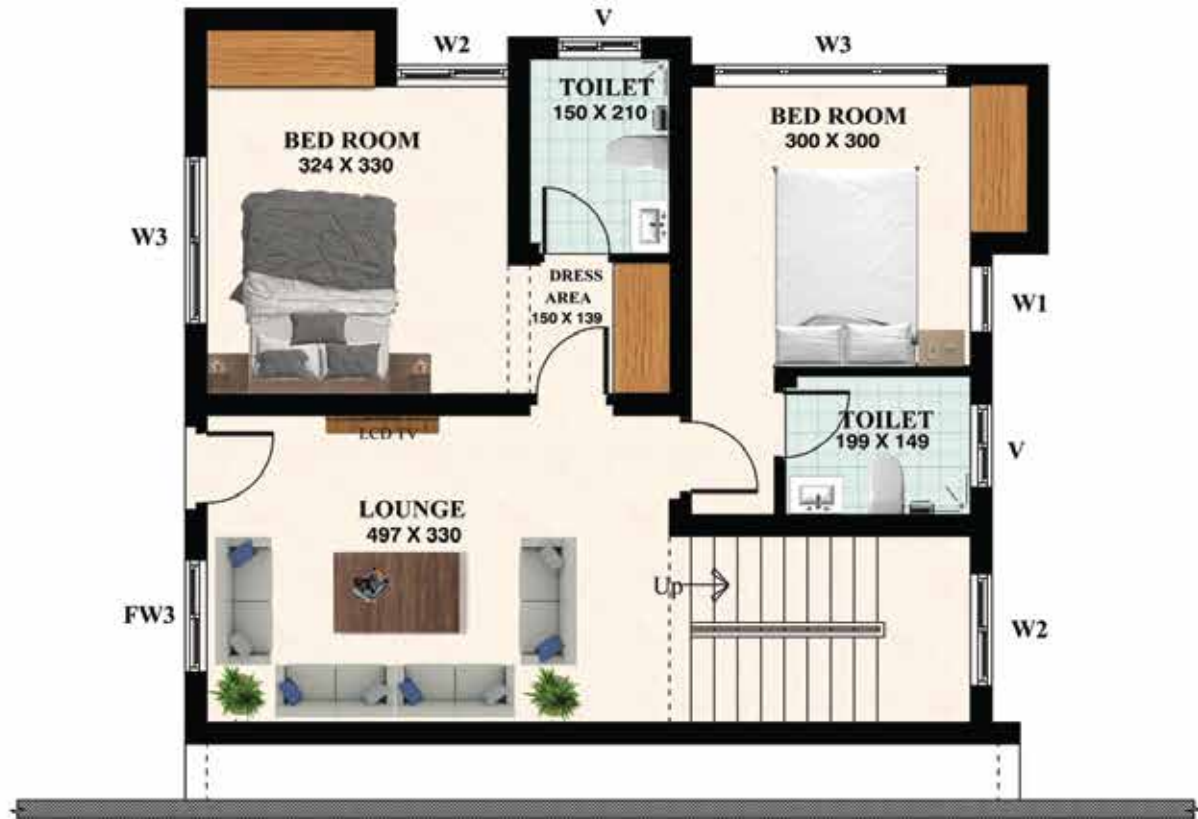 V
W2
W3
TOILET
150 X 210
BED ROOM
324 X 330
BED ROOM
300 X 300
W3
DRESS
AREA
150 X 139
W1
TOILET
199 X 149
V
LCD TV
LOUNGE
497 X 330
Up
FW3
W2